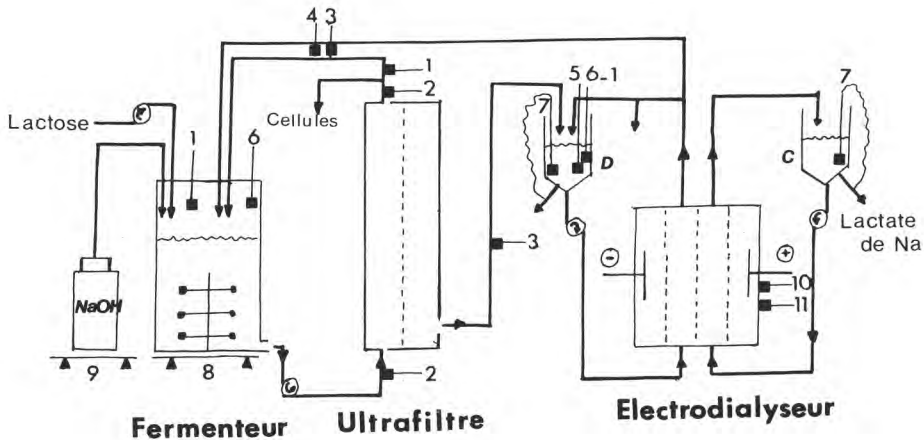 4 3
1
2
Lactose
Cellules
1 6
5 6-1
7
D
7
C
3
Lactate
de Na
- +
10
11
NaOH
9 8
2
Fermenteur Ultrafiltre Electrodialyseur